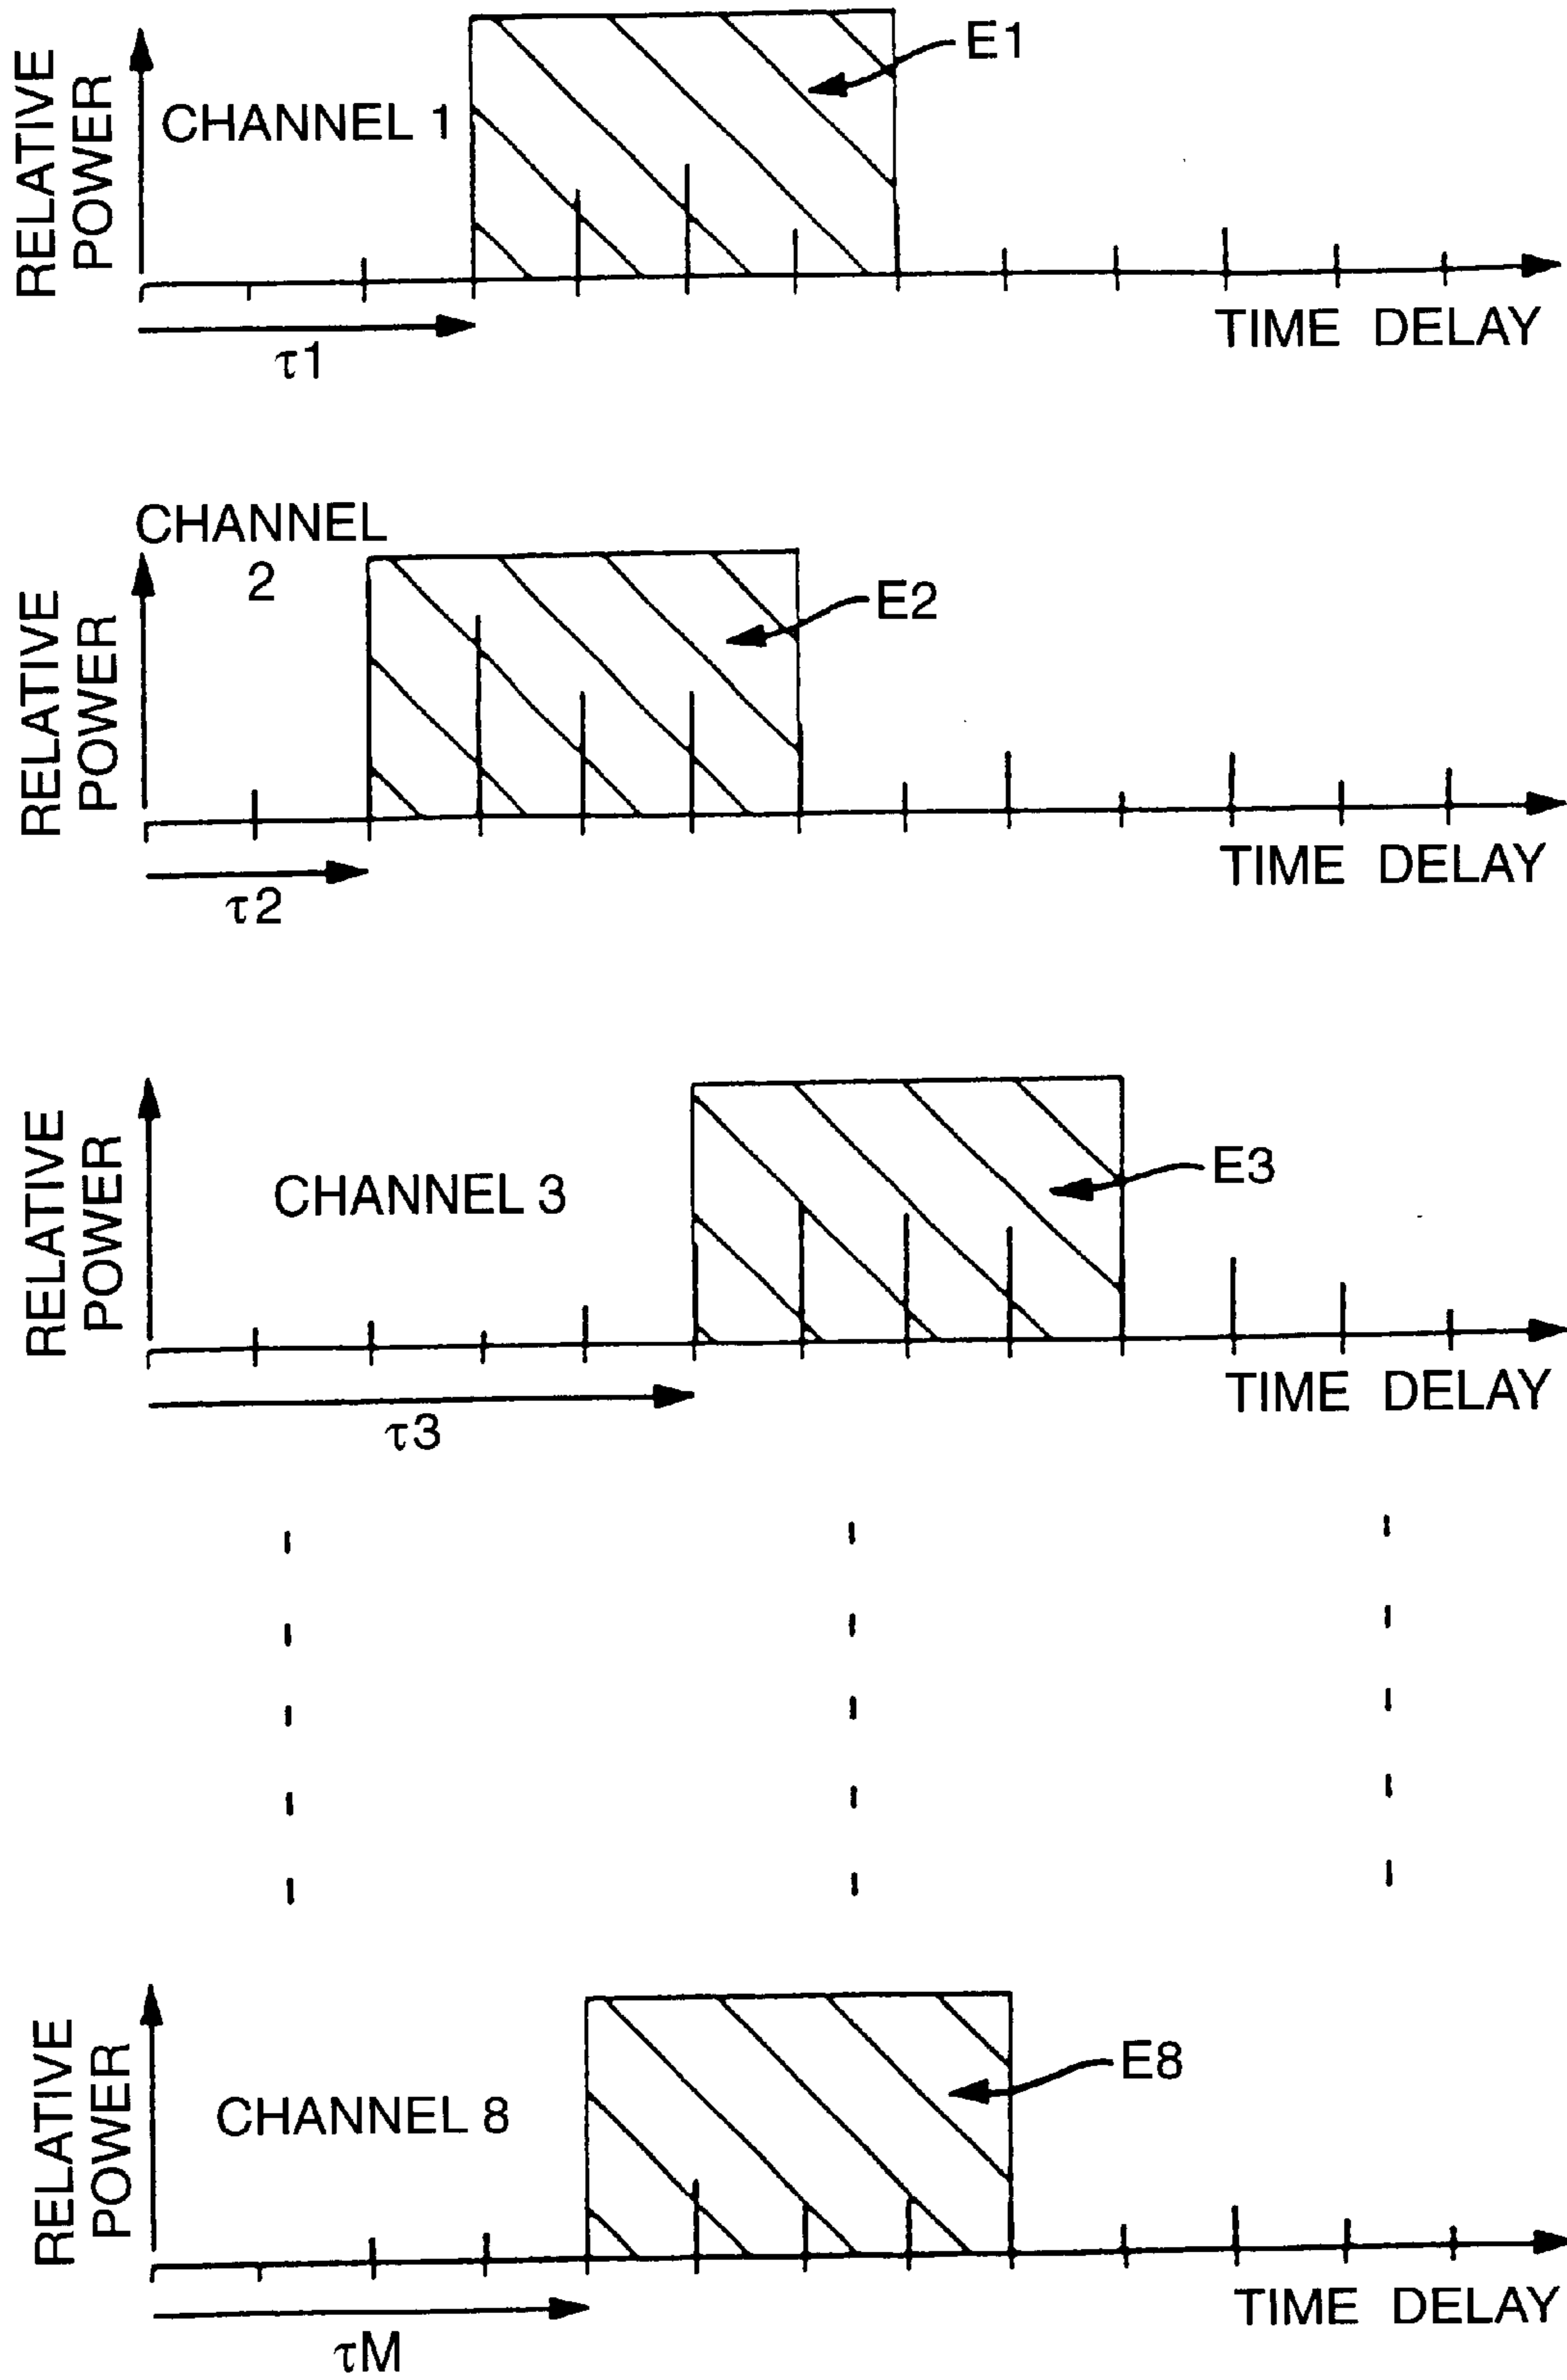 RELATIVE
POWER
CHANNEL 1
E1
TIME DELAY
τ1
CHANNEL
2
RELATIVE
POWER
E2
TIME DELAY
τ2
RELATIVE
POWER
CHANNEL 3
E3
TIME DELAY
τ3
RELATIVE
POWER
CHANNEL 8
E8
TIME DELAY
τM